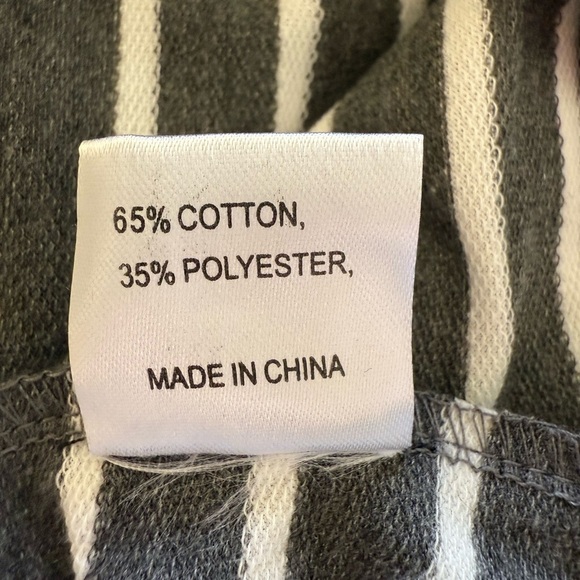 65% COTTON,
35% POLYESTER,
MADE IN CHINA